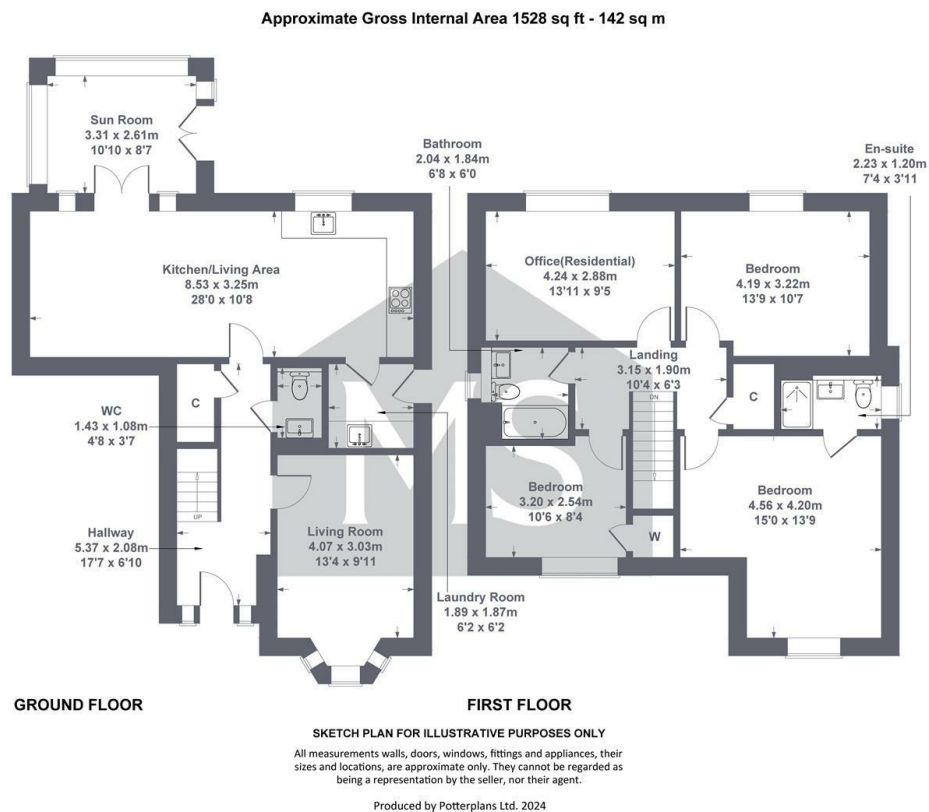 Approximate Gross Internal Area 1528 sq ft - 142 sq m
Sun Room
3.31 x 2.61m
10'10 x 8'7
Kitchen/Living Area
8.53 x 3.25m
28'0 x 10'8
C
WC
1.43 x 1.08m
4'8 x 3'7
UP
Hallway
5.37 x 2.08m
17'7 x 6'10
Living Room
4.07 x 3.03m
13'4 x 9'11
Laundry Room
1.89 x 1.87m
6'2 x 6'2
Bathroom
2.04 x 1.84m
6'8 x 6'0
En-suite
2.23 x 1.20m
7'4 x 3'11
Office(Residential)
4.24 x 2.88m
13'11 x 9'5
Bedroom
4.19 x 3.22m
13'9 x 10'7
Landing
3.15 x 1.90m
10'4 x 6'3
DN
C
Bedroom
3.20 x 2.54m
10'6 x 8'4
W
Bedroom
4.56 x 4.20m
15'0 x 13'9
MS
GROUND FLOOR
FIRST FLOOR
SKETCH PLAN FOR ILLUSTRATIVE PURPOSES ONLY
All measurements walls, doors, windows, fittings and appliances, their
sizes and locations, are approximate only. They cannot be regarded as
being a representation by the seller, nor their agent.
Produced by Potterplans Ltd. 2024